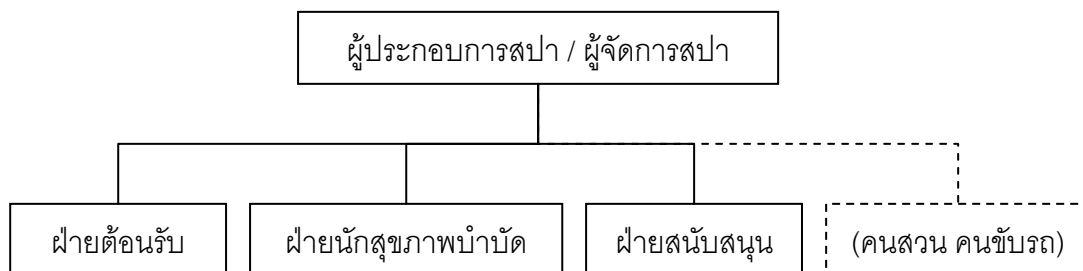 ผู้ประกอบการสปา / ผู้จัดการสปา
ฝ่ายต้อนรับ
ฝ่ายนักสุขภาพบำบัด
ฝ่ายสนับสนุน
(คนสวน คนขับรถ)